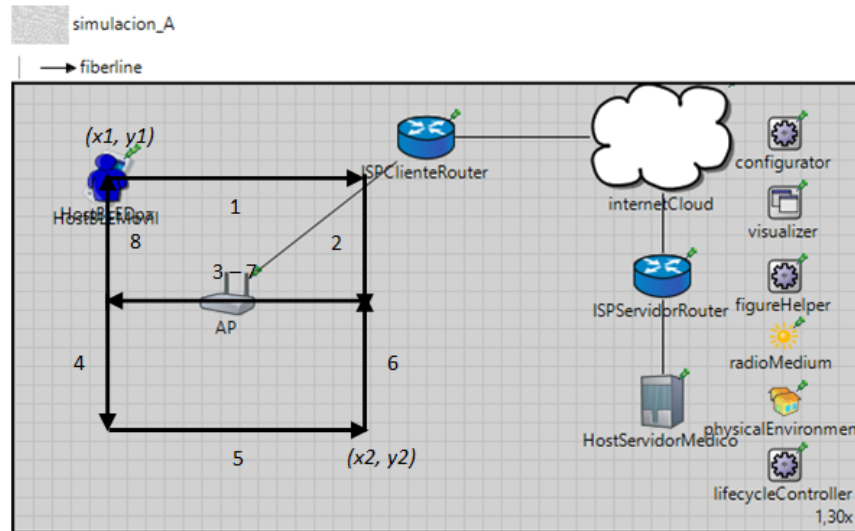 simulacion_A
fiberline
(x1, y1)
ISPClienteRouter
configurator
HostBLEMovil
1
internetCloud
visualizer
8
2
3 – 7
ISPServidorRouter
figureHelper
AP
radioMedium
4
6
HostServidorMedico
physicalEnvironmen
5
(x2, y2)
lifecycleController
1,30x